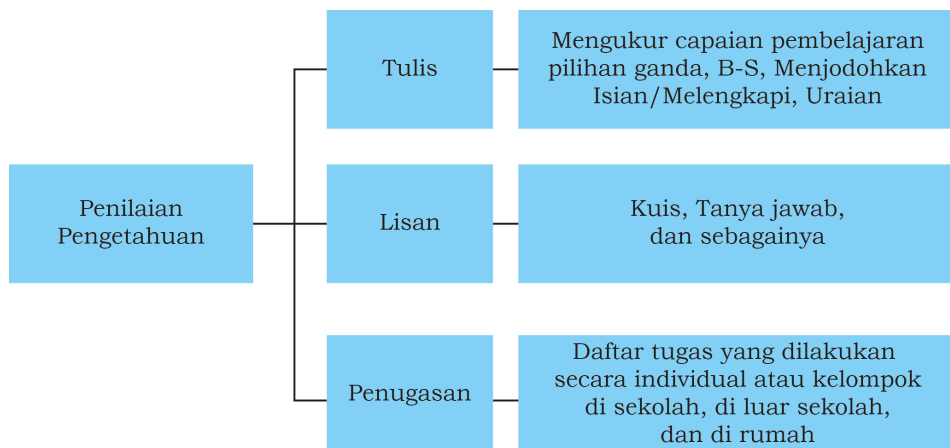 Penilaian
Pengetahuan
Tulis
Mengukur capaian pembelajaran
pilihan ganda, B-S, Menjodohkan
Isian/Melengkapi, Uraian
Lisan
Kuis, Tanya jawab,
dan sebagainya
Penugasan
Daftar tugas yang dilakukan
secara individual atau kelompok
di sekolah, di luar sekolah,
dan di rumah